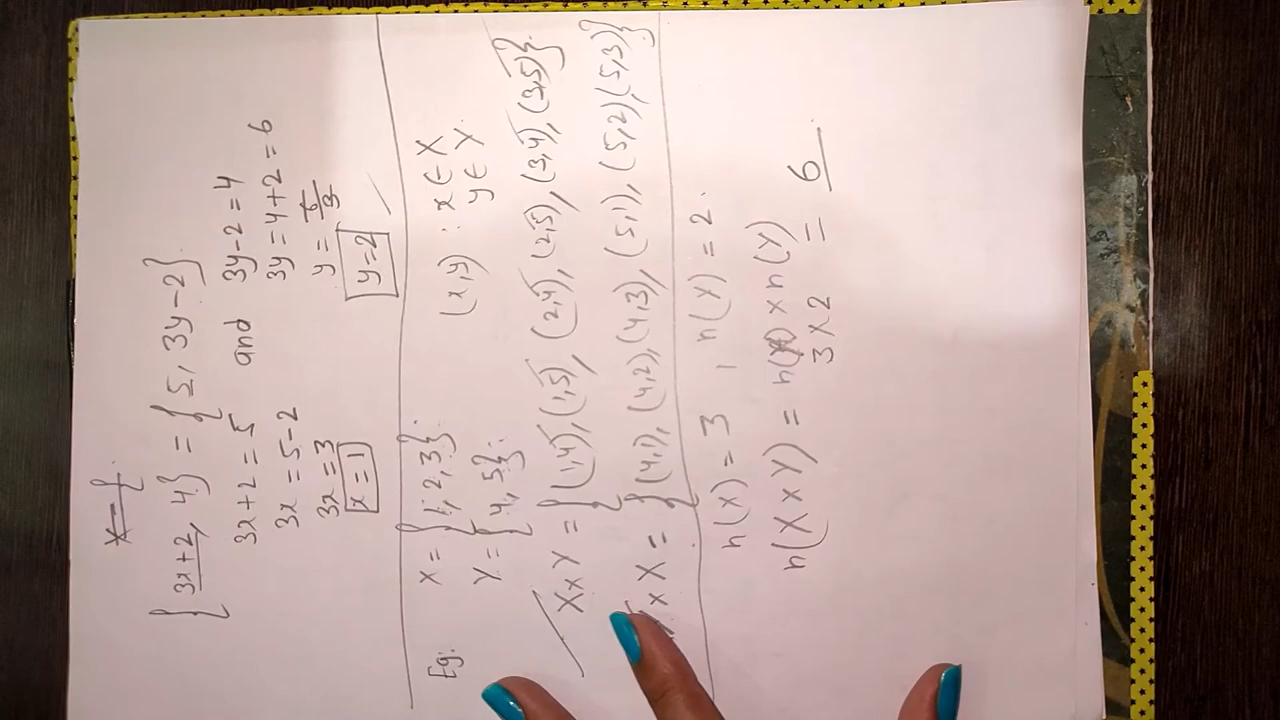 x = {
{3x+2, 4} = {5, 3y-2}
3x+2 = 5 and 3y-2 = 4
3x = 5-2 3y = 4+2 = 6
3x = 3 y = 6/3
x = 1 y = 2
Eg: X = {1, 2, 3}. (x,y) : x ∈ X
Y = {4, 5}. y ∈ Y.
X x Y = {(1,4), (1,5), (2,4), (2,5), (3,4), (3,5)}.
x X = {(4,1), (4,2), (4,3), (5,1), (5,2) (5,3)}
n(X) = 3 , n(Y) = 2.
n(X x Y) = n(X) x n(Y)
3 x 2 = 6.